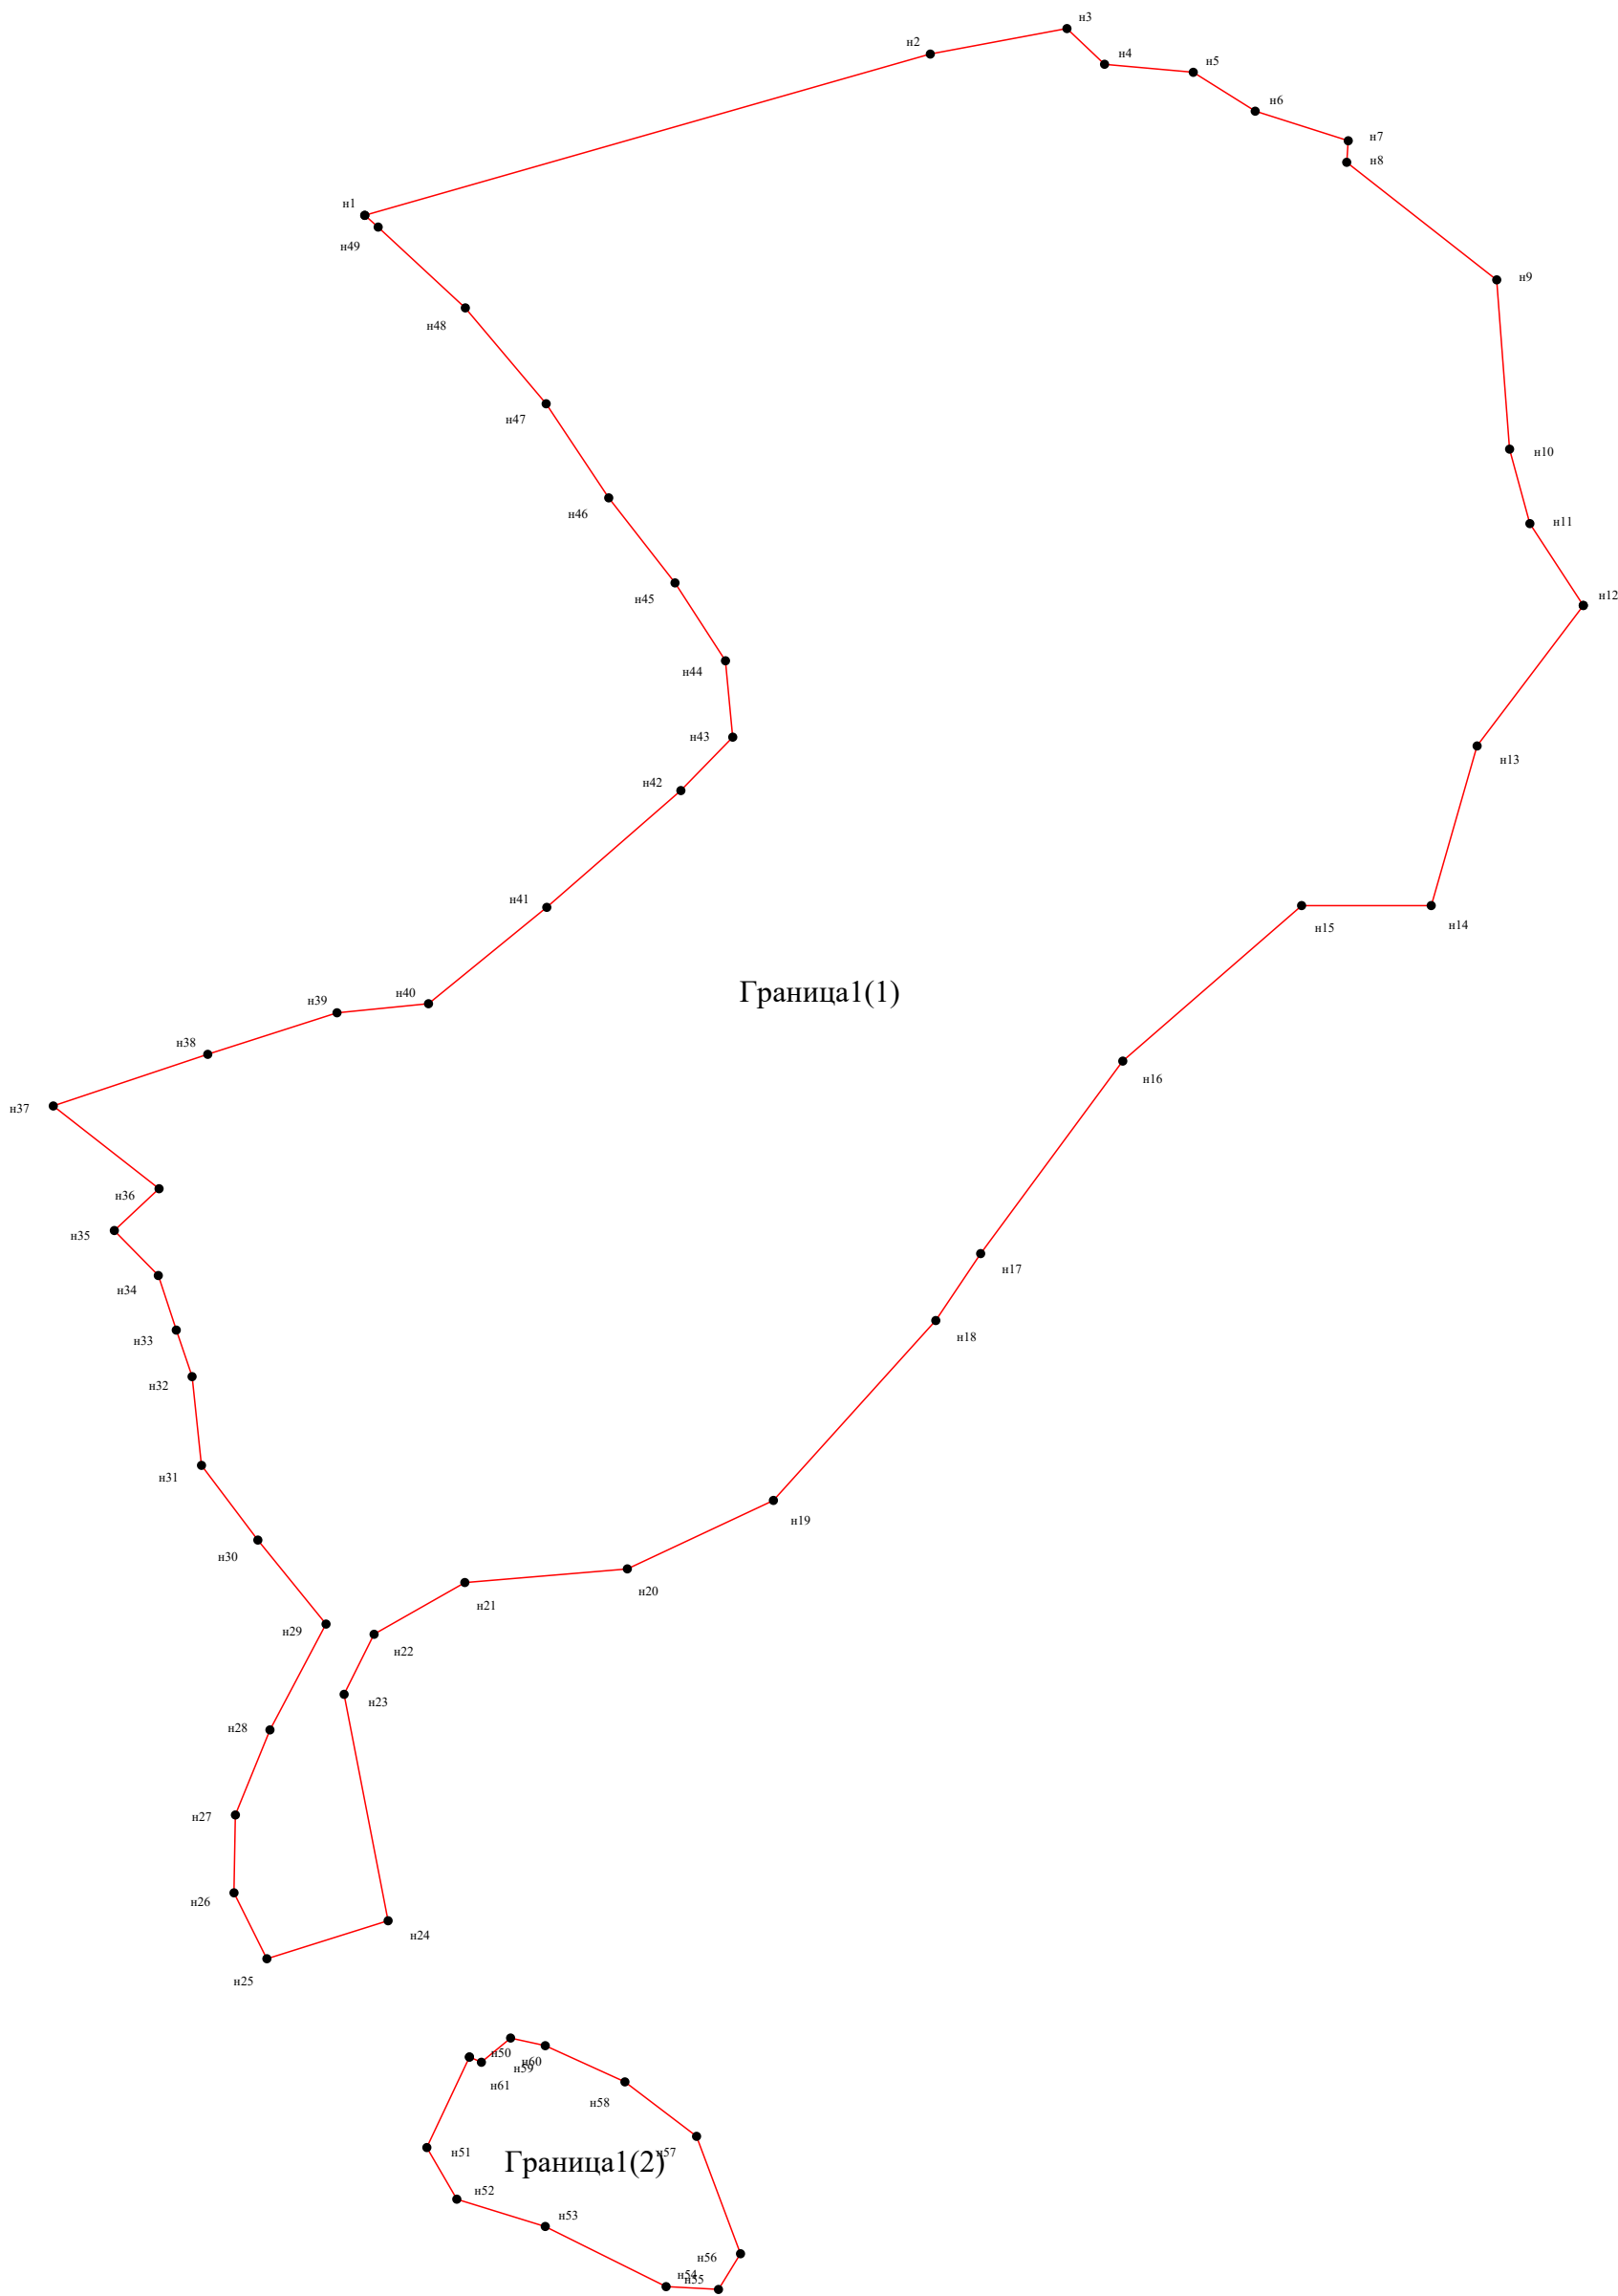 н3
н2
н4
н5
н6
н7
н8
н1
н49
н9
н48
н47
н10
н46
н11
н45
н12
н44
н43
н13
н42
н41
н15
н14
Граница1(1)
н40
н39
н38
н16
н37
н36
н35
н17
н34
н18
н33
н32
н31
н19
н30
н20
н21
н29
н22
н23
н28
н27
н26
н24
н25
н50
н60
н59
н61
н58
н51
н57
Граница1(2)
н52
н53
н56
н54
н55